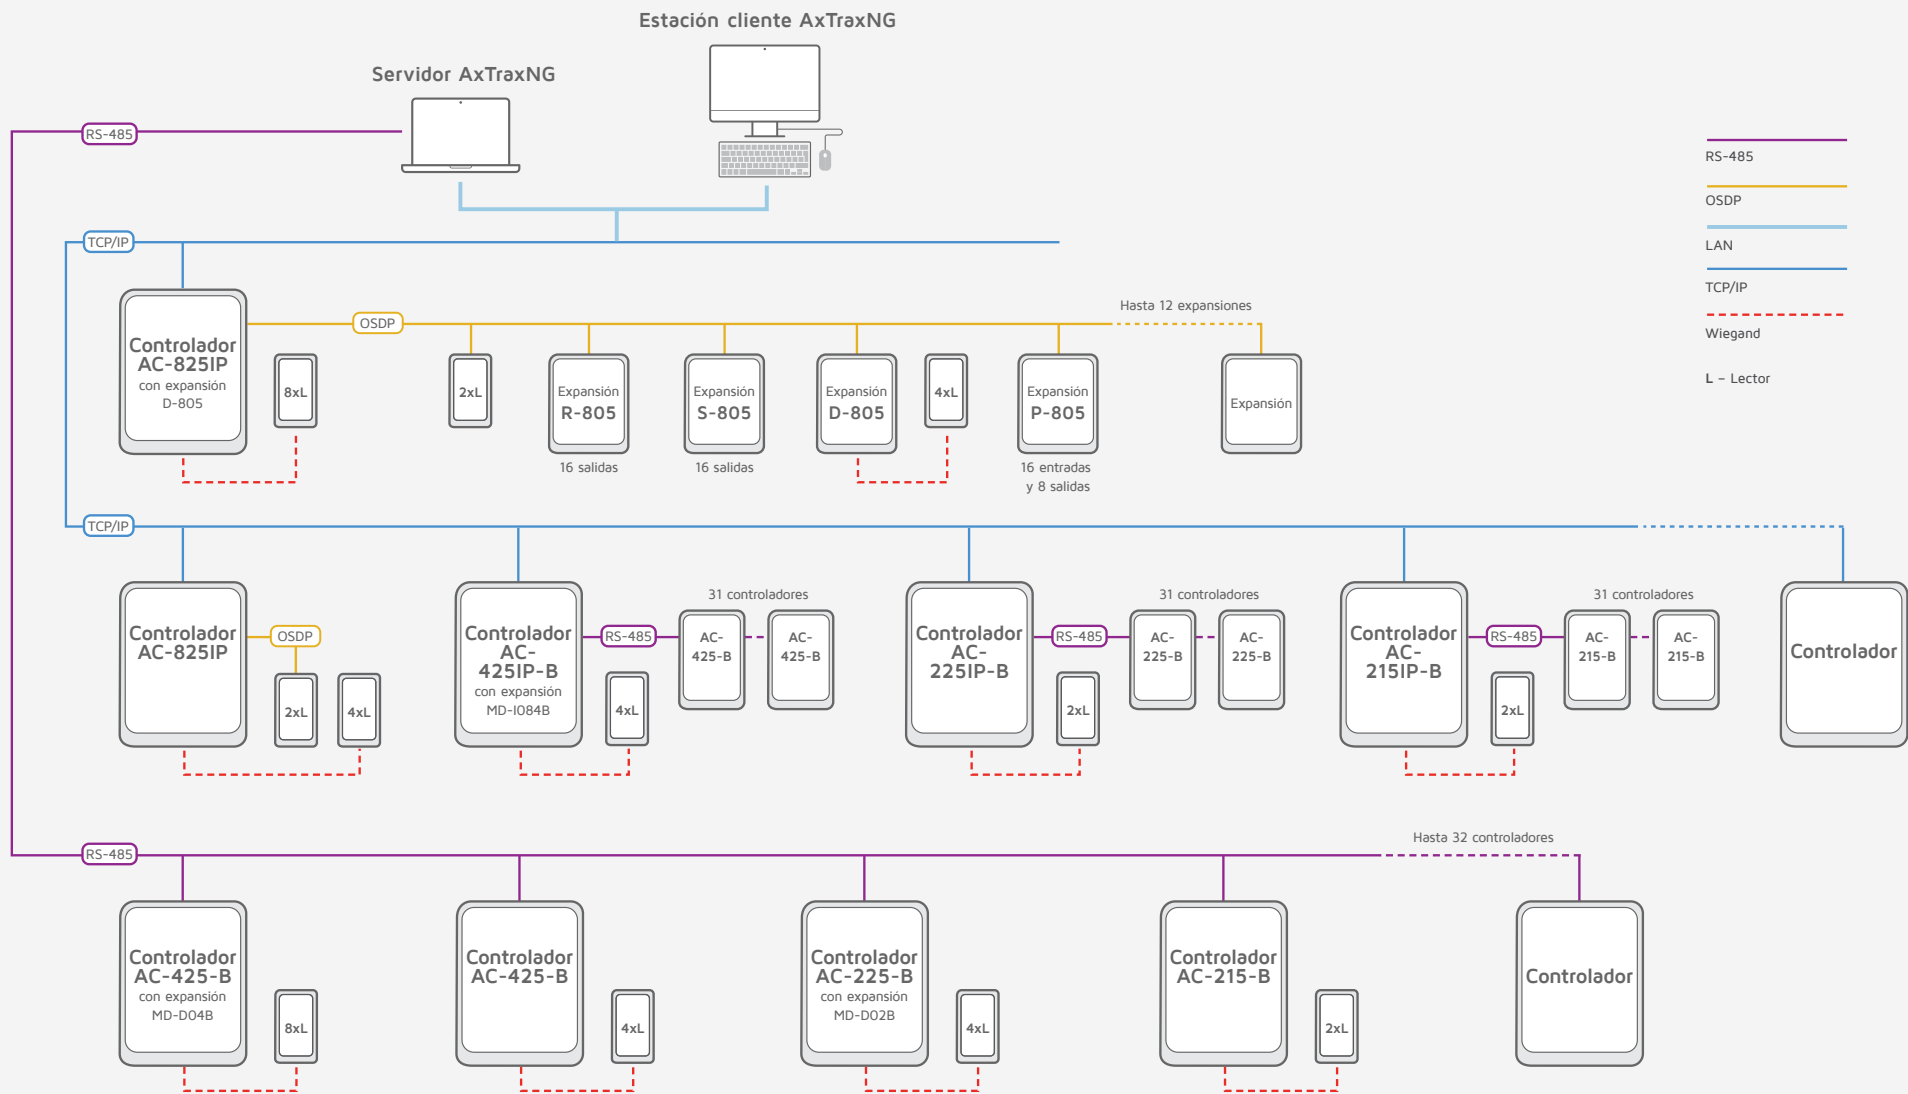 Estación cliente AxTraxNG
Servidor AxTraxNG
RS-485
RS-485
OSDP
LAN
TCP/IP
Wiegand
L – Lector
TCP/IP
Hasta 12 expansiones
OSDP
Controlador
AC-825IP
con expansión
D-805
8xL
2xL
Expansión
R-805
16 salidas
Expansión
S-805
16 salidas
Expansión
D-805
4xL
Expansión
P-805
16 entradas
y 8 salidas
Expansión
TCP/IP
Controlador
AC-825IP
OSDP
2xL
4xL
Controlador
AC-
425IP-B
con expansión
MD-I084B
RS-485
4xL
31 controladores
AC-
425-B
AC-
425-B
Controlador
AC-
225IP-B
RS-485
2xL
31 controladores
AC-
225-B
AC-
225-B
Controlador
AC-
215IP-B
RS-485
2xL
31 controladores
AC-
215-B
AC-
215-B
Controlador
RS-485
Hasta 32 controladores
Controlador
AC-425-B
con expansión
MD-D04B
8xL
Controlador
AC-425-B
4xL
Controlador
AC-225-B
con expansión
MD-D02B
4xL
Controlador
AC-215-B
2xL
Controlador